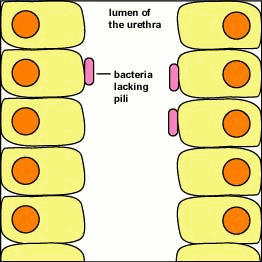 lumen of
the urethra
bacteria
lacking
pili